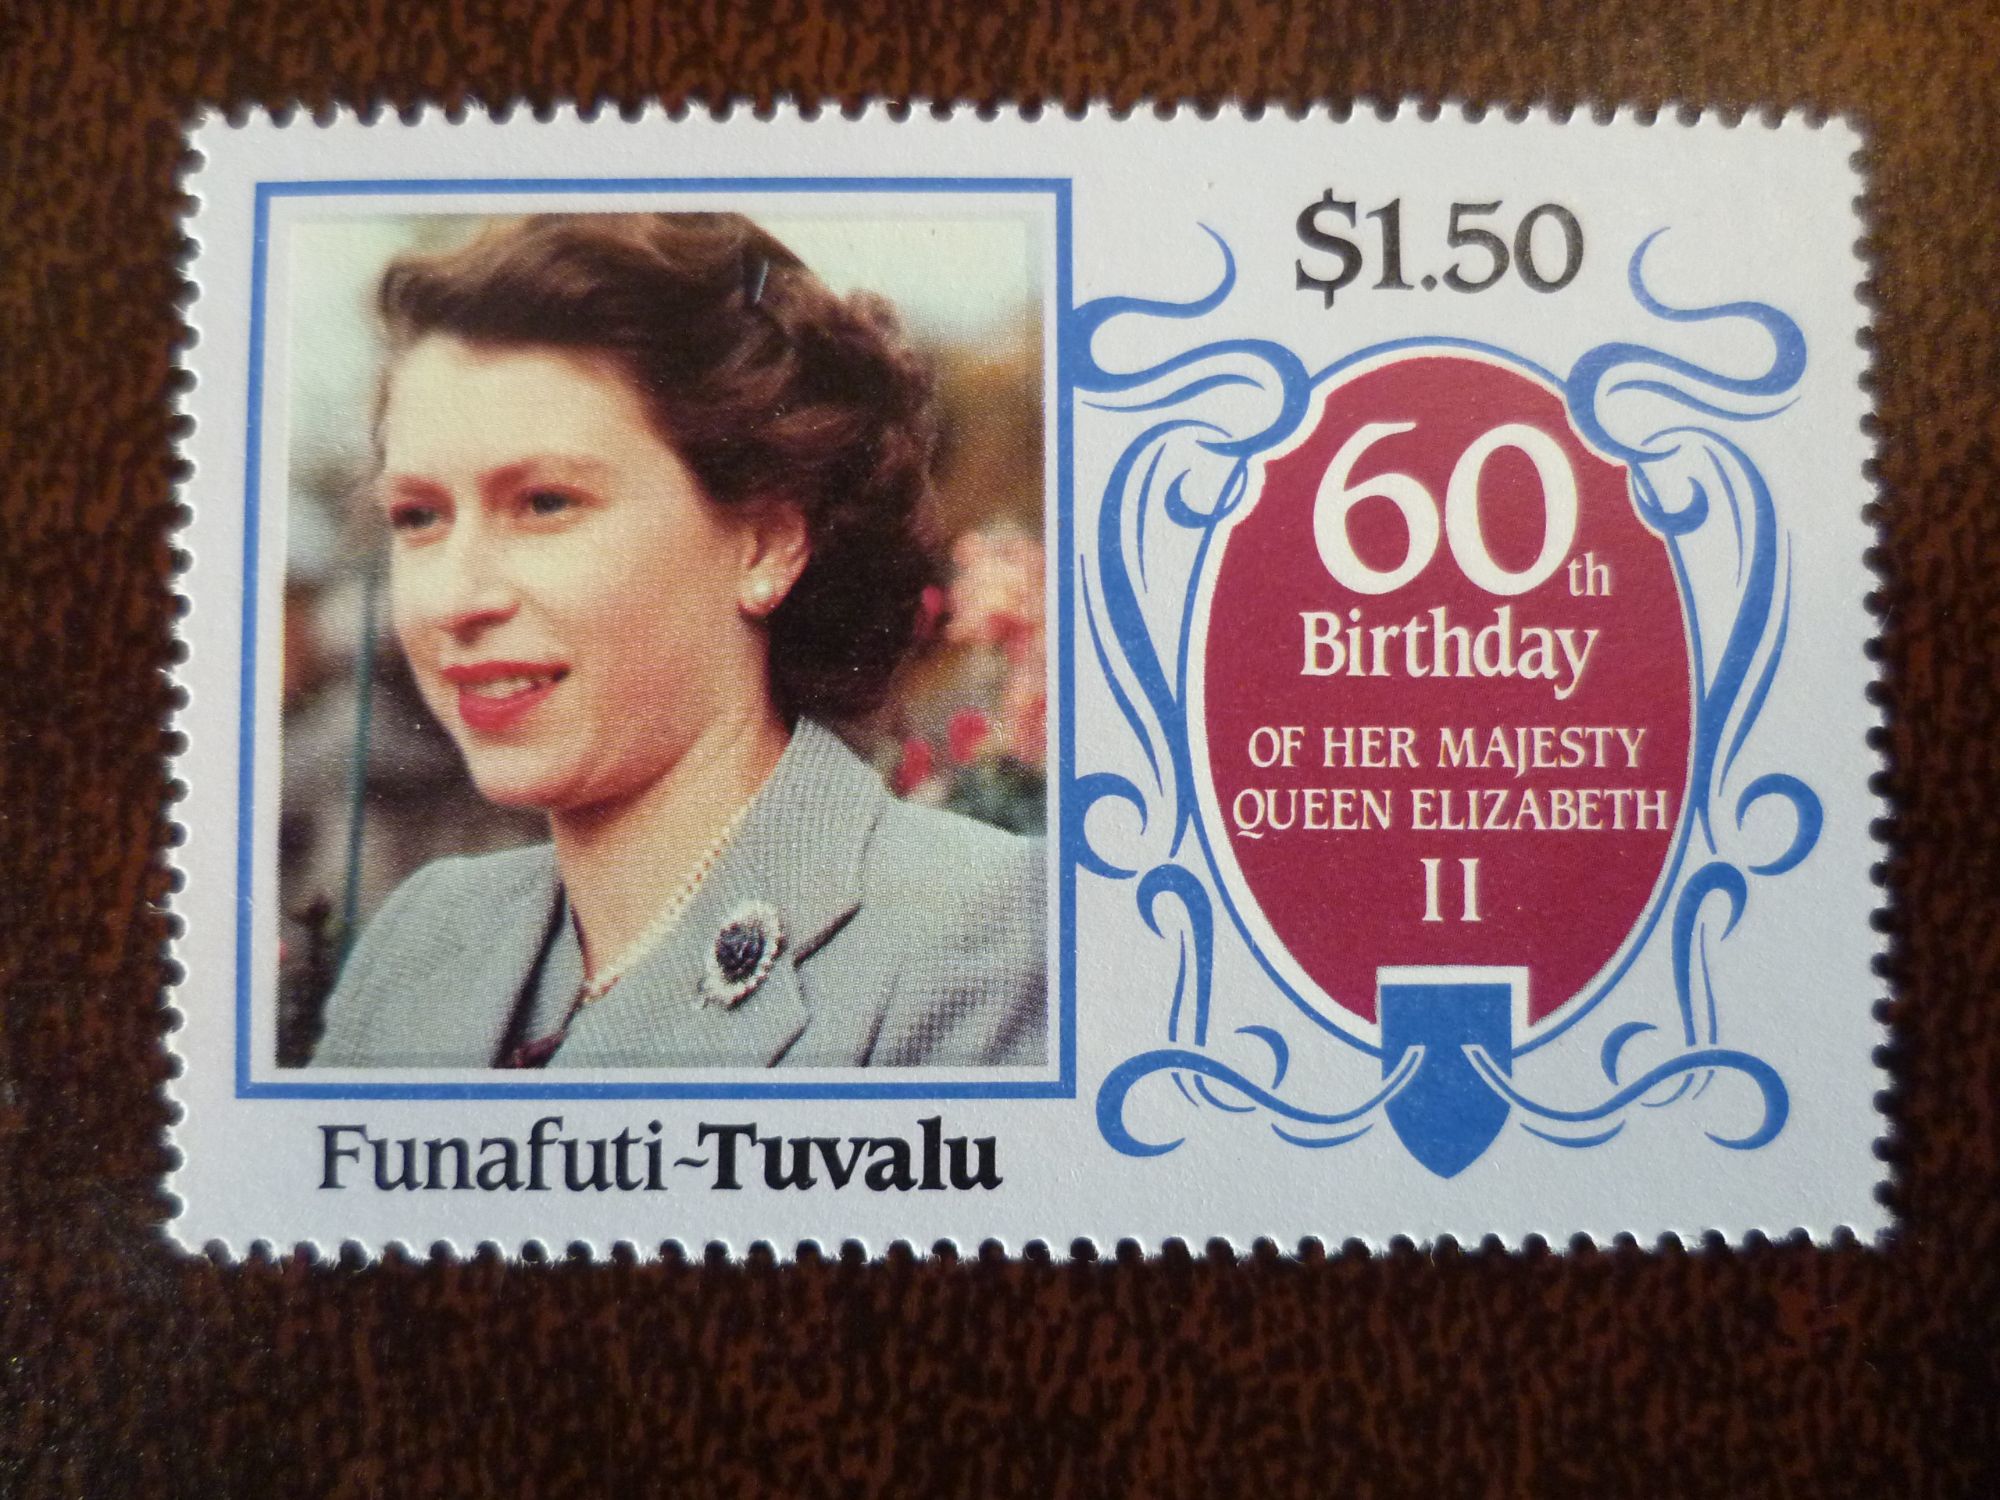 $1.50
60th
Birthday
OF HER MAJESTY
QUEEN ELIZABETH
II
Funafuti~Tuvalu